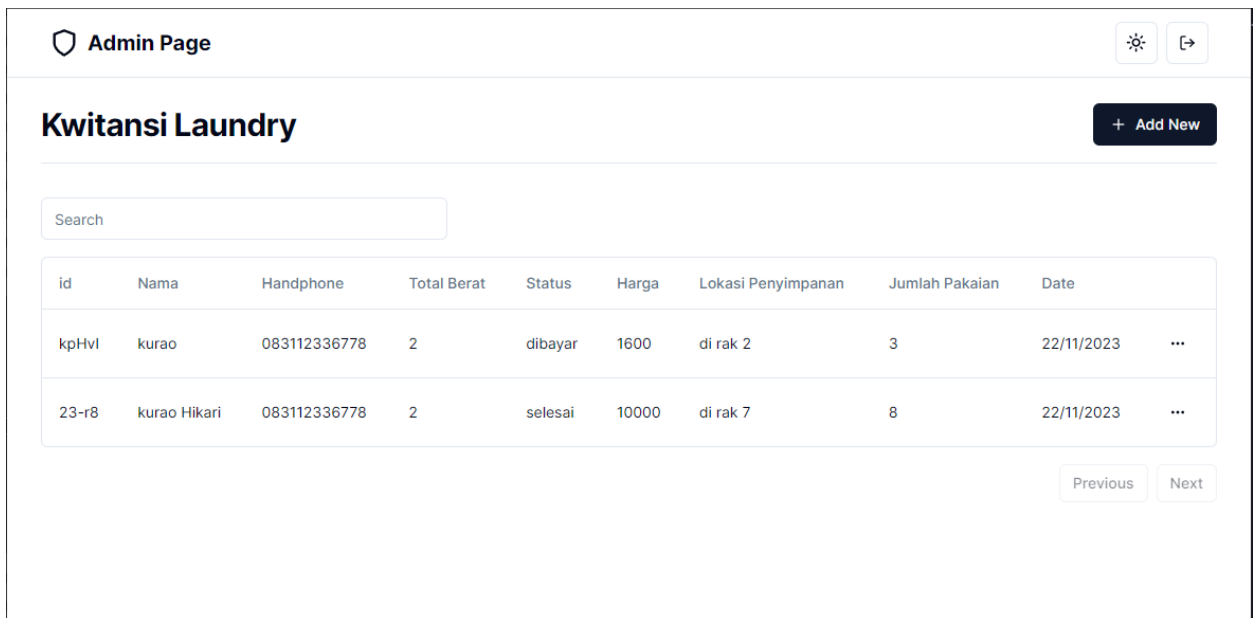 Admin Page
Kwitansi Laundry
+ Add New
Search
id Nama Handphone Total Berat Status Harga Lokasi Penyimpanan Jumlah Pakaian Date
kpHvI kurao 083112336778 2 dibayar 1600 di rak 2 3 22/11/2023 ...
23-r8 kurao Hikari 083112336778 2 selesai 10000 di rak 7 8 22/11/2023 ...
Previous Next